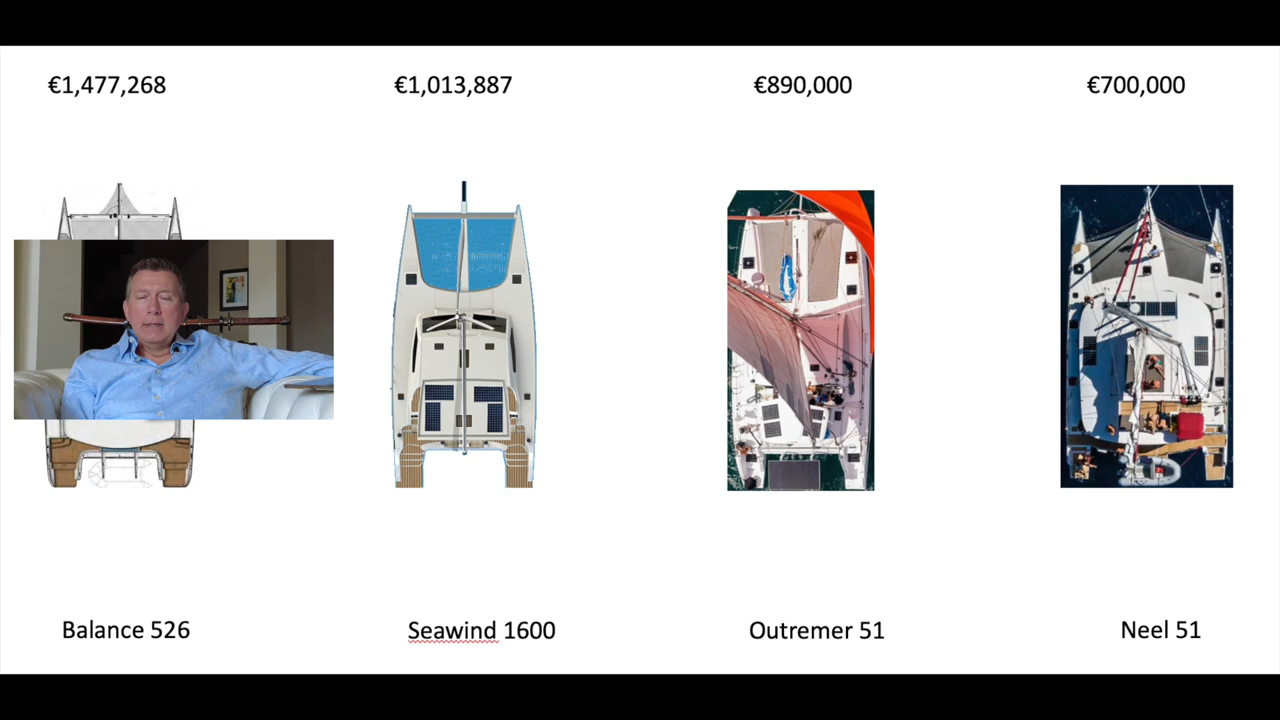 €1,477,268
€1,013,887
€890,000
€700,000
Balance 526
Seawind 1600
Outremer 51
Neel 51